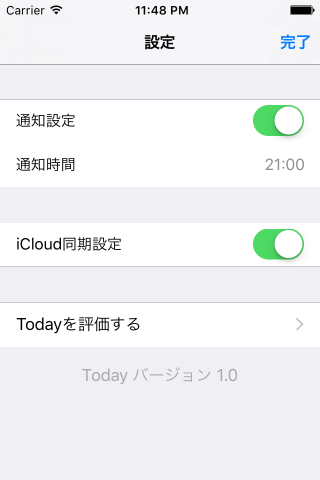 Carrier 11:48 PM
設定 完了
通知設定
通知時間 21:00
iCloud同期設定
Todayを評価する
Today バージョン 1.0